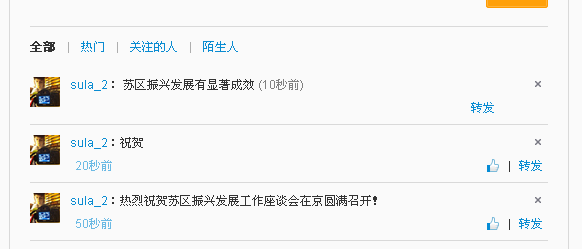 全部 | 热门 | 关注的人 | 陌生人
sula_2： 苏区振兴发展有显著成效 (10秒前) ×
转发
sula_2：祝贺 ×
20秒前 | 转发
sula_2：热烈祝贺苏区振兴发展工作座谈会在京圆满召开！ ×
50秒前 | 转发